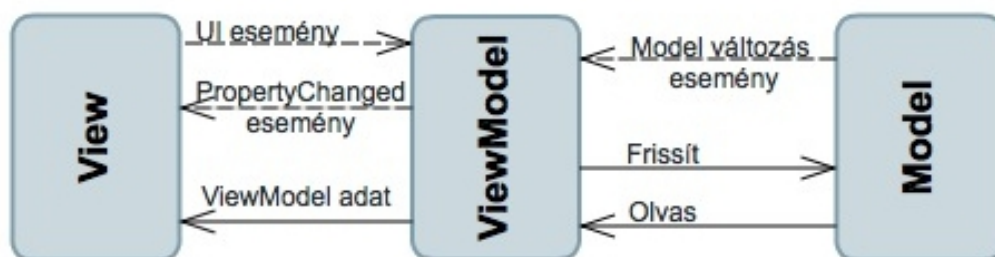 View
UI esemény
PropertyChanged
esemény
ViewModel adat
ViewModel
Model változás
esemény
Frissít
Olvas
Model